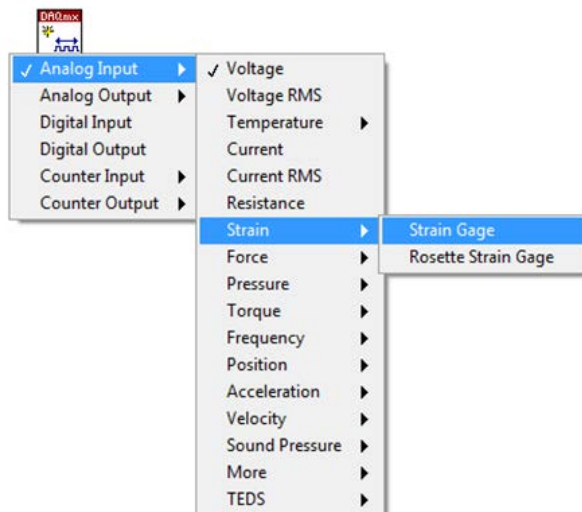 DAQmx
✓ Analog Input
Analog Output
Digital Input
Digital Output
Counter Input
Counter Output
✓ Voltage
Voltage RMS
Temperature
Current
Current RMS
Resistance
Strain
Force
Pressure
Torque
Frequency
Position
Acceleration
Velocity
Sound Pressure
More
TEDS
Strain Gage
Rosette Strain Gage